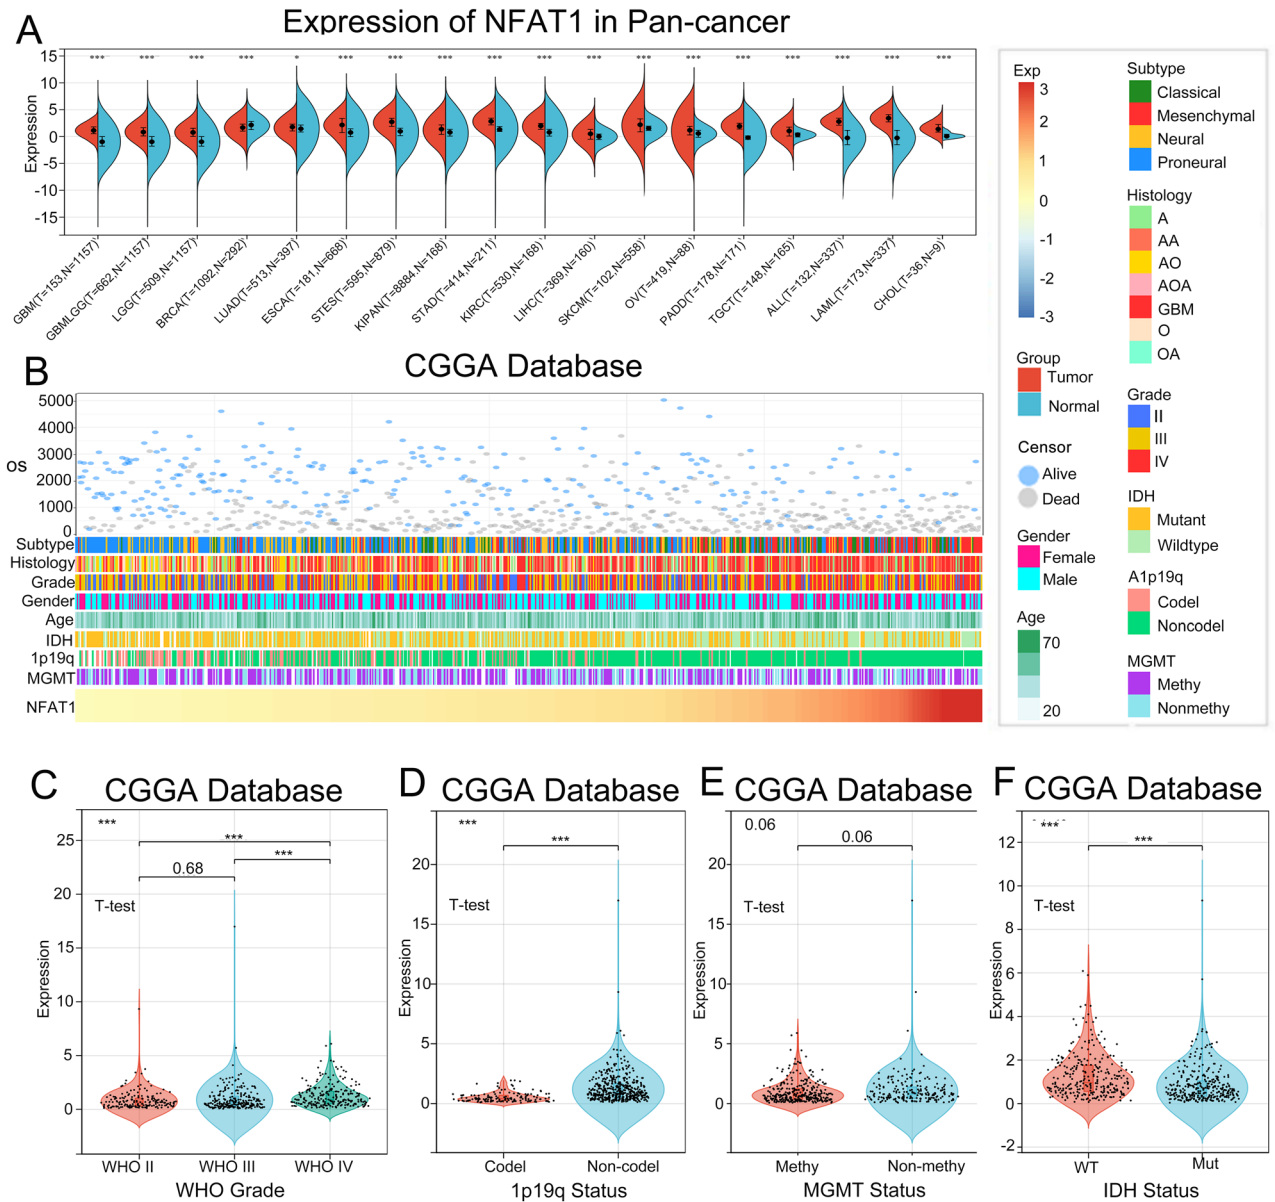 A
Expression of NFAT1 in Pan-cancer
Expression
15
10
5
0
-5
-10
-15
*** *** *** *** * *** *** *** *** *** *** *** *** *** *** *** *** ***
GBM(T=153,N=1157)
GBMLGG(T=662,N=1157)
LGG(T=509,N=1157)
BRCA(T=1092,N=292)
LUAD(T=513,N=397)
ESCA(T=181,N=668)
STES(T=595,N=879)
KIPAN(T=884,N=168)
STAD(T=414,N=211)
KIRC(T=530,N=168)
LIHC(T=369,N=160)
SKCM(T=102,N=558)
OV(T=419,N=88)
PADD(T=178,N=171)
TGCT(T=148,N=165)
ALL(T=132,N=337)
LAML(T=173,N=337)
CHOL(T=36,N=9)
Exp
3
2
1
0
-1
-2
-3
Group
Tumor
Normal
Censor
Alive
Dead
Gender
Female
Male
Age
70
20
Subtype
Classical
Mesenchymal
Neural
Proneural
Histology
A
AA
AO
AOA
GBM
O
OA
Grade
II
III
IV
IDH
Mutant
Wildtype
A1p19q
Codel
Noncodel
MGMT
Methy
Nonmethy
B
CGGA Database
OS
5000
4000
3000
2000
1000
0
Subtype
Histology
Grade
Gender
Age
IDH
1p19q
MGMT
NFAT1
C
CGGA Database
***
***
***
0.68
T-test
Expression
25
20
15
10
5
0
WHO II WHO III WHO IV
WHO Grade
D
CGGA Database
***
***
T-test
Expression
20
15
10
5
0
Codel Non-codel
1p19q Status
E
CGGA Database
0.06
0.06
T-test
Expression
20
15
10
5
0
Methy Non-methy
MGMT Status
F
CGGA Database
***
***
T-test
Expression
12
10
8
6
4
2
0
-2
WT Mut
IDH Status